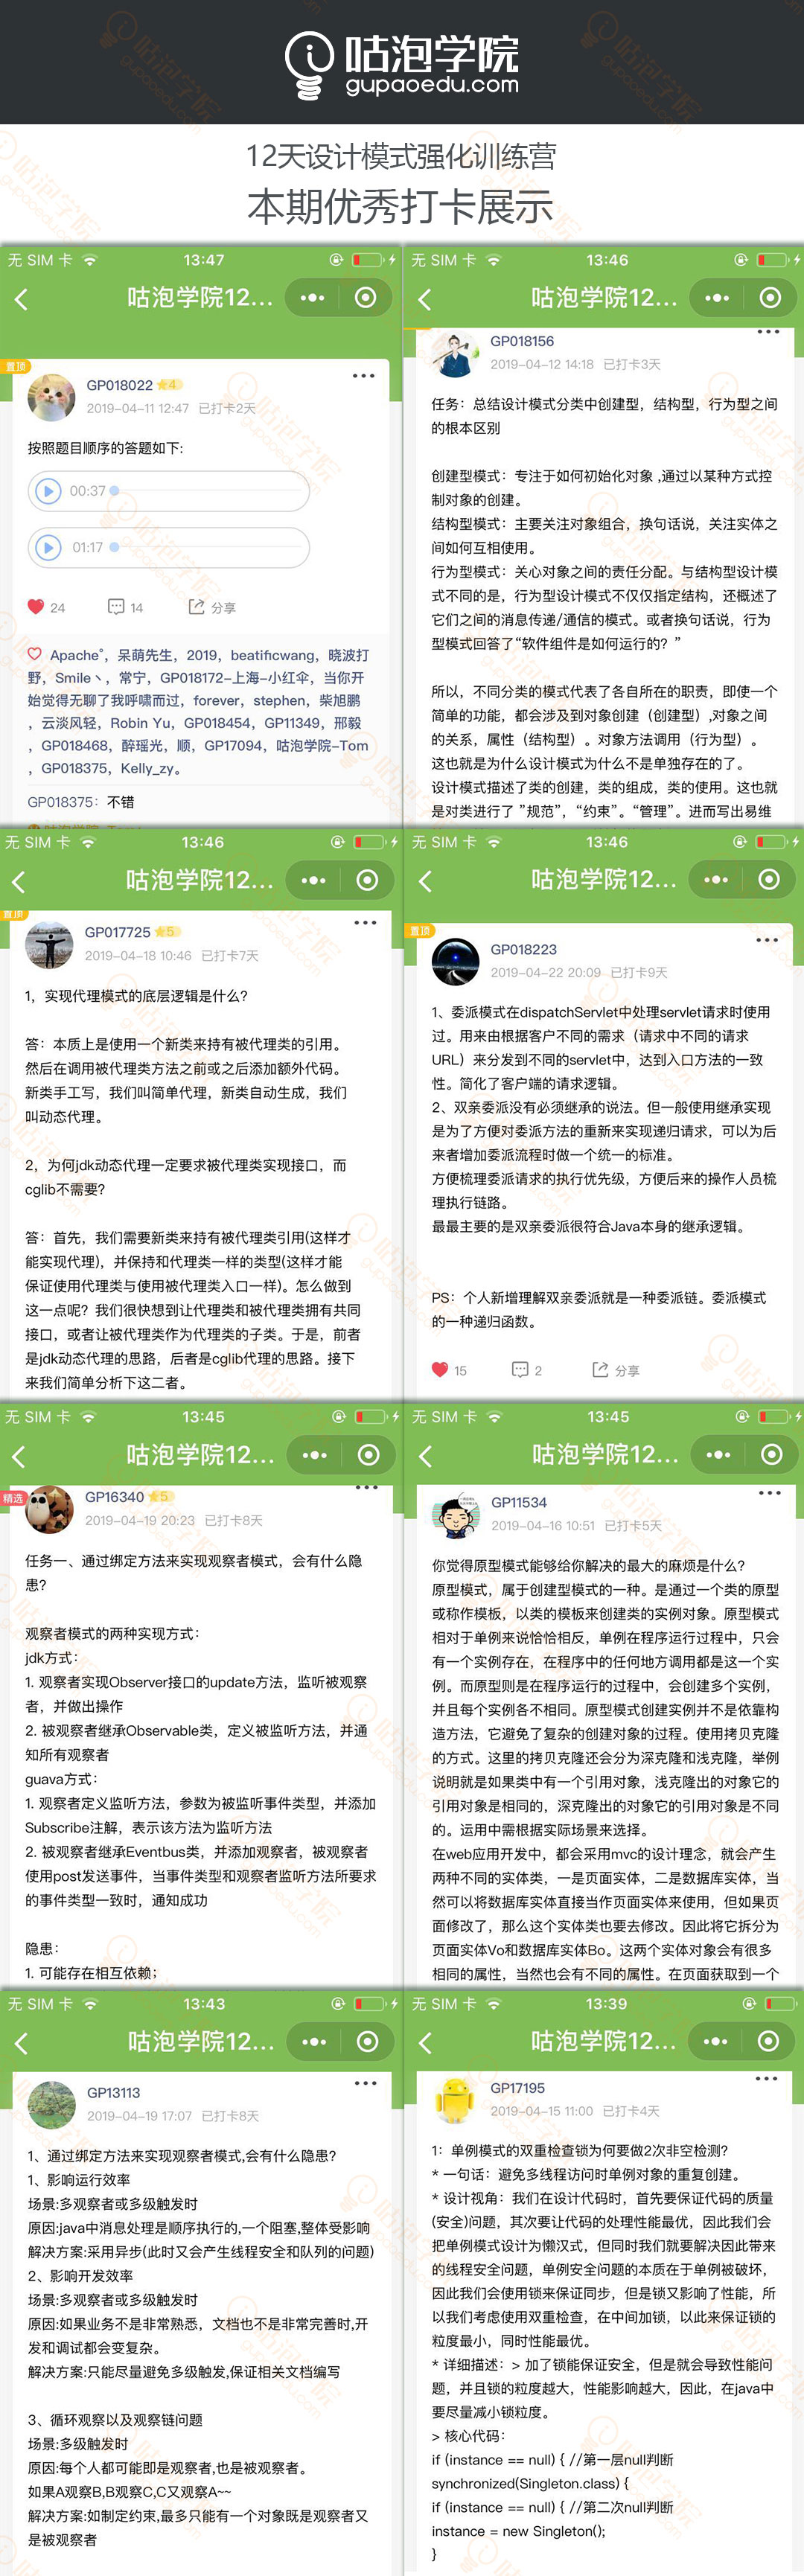 咕泡学院
gupaoedu.com
12天设计模式强化训练营
本期优秀打卡展示
无 SIM 卡 13:47
咕泡学院12...
置顶
GP018022 4
2019-04-11 12:47 已打卡2天
按照题目顺序的答题如下:
00:37
01:17
24 14 分享
Apache°，呆萌先生，2019，beatificwang，晓波打
野，Smile丶，常宁，GP018172-上海-小红伞，当你开
始觉得无聊了我呼啸而过，forever，stephen，柴旭鹏
，云淡风轻，Robin Yu，GP018454，GP11349，邢毅
，GP018468，醉瑶光，顺，GP17094，咕泡学院-Tom
，GP018375，Kelly_zy。
GP018375：不错
无 SIM 卡 13:46
咕泡学院12...
GP018156
2019-04-12 14:18 已打卡3天
任务：总结设计模式分类中创建型，结构型，行为型之间
的根本区别
创建型模式：专注于如何初始化对象 ,通过以某种方式控
制对象的创建。
结构型模式：主要关注对象组合，换句话说，关注实体之
间如何互相使用。
行为型模式：关心对象之间的责任分配。与结构型设计模
式不同的是，行为型设计模式不仅仅指定结构，还概述了
它们之间的消息传递/通信的模式。或者换句话说，行为
型模式回答了“软件组件是如何运行的？”
所以，不同分类的模式代表了各自所在的职责，即使一个
简单的功能，都会涉及到对象创建（创建型）,对象之间
的关系，属性（结构型）。对象方法调用（行为型）。
这也就是为什么设计模式为什么不是单独存在的了。
设计模式描述了类的创建，类的组成，类的使用。这也就
是对类进行了 ”规范”，“约束”。“管理”。进而写出易维
无 SIM 卡 13:46
咕泡学院12...
置顶
GP017725 5
2019-04-18 10:46 已打卡7天
1，实现代理模式的底层逻辑是什么?
答：本质上是使用一个新类来持有被代理类的引用。
然后在调用被代理类方法之前或之后添加额外代码。
新类手工写，我们叫简单代理，新类自动生成，我们
叫动态代理。
2，为何jdk动态代理一定要求被代理类实现接口，而
cglib不需要?
答：首先，我们需要新类来持有被代理类引用(这样才
能实现代理)，并保持和代理类一样的类型(这样才能
保证使用代理类与使用被代理类入口一样)。怎么做到
这一点呢？我们很快想到让代理类和被代理类拥有共同
接口，或者让被代理类作为代理类的子类。于是，前者
是jdk动态代理的思路，后者是cglib代理的思路。接下
来我们简单分析下这二者。
无 SIM 卡 13:46
咕泡学院12...
置顶
GP018223
2019-04-22 20:09 已打卡9天
1、委派模式在dispatchServlet中处理servlet请求时使用
过。用来由根据客户不同的需求（请求中不同的请求
URL）来分发到不同的servlet中，达到入口方法的一致
性。简化了客户端的请求逻辑。
2、双亲委派没有必须继承的说法。但一般使用继承实现
是为了方便对委派方法的重新来实现递归请求，可以为后
来者增加委派流程时做一个统一的标准。
方便梳理委派请求的执行优先级，方便后来的操作人员梳
理执行链路。
最最主要的是双亲委派很符合Java本身的继承逻辑。
PS：个人新增理解双亲委派就是一种委派链。委派模式
的一种递归函数。
15 2 分享
无 SIM 卡 13:45
咕泡学院12...
精选
GP16340 5
2019-04-19 20:23 已打卡8天
任务一、通过绑定方法来实现观察者模式，会有什么隐
患?
观察者模式的两种实现方式：
jdk方式：
1. 观察者实现Observer接口的update方法，监听被观察
者，并做出操作
2. 被观察者继承Observable类，定义被监听方法，并通
知所有观察者
guava方式：
1. 观察者定义监听方法，参数为被监听事件类型，并添加
Subscribe注解，表示该方法为监听方法
2. 被观察者继承Eventbus类，并添加观察者，被观察者
使用post发送事件，当事件类型和观察者监听方法所要求
的事件类型一致时，通知成功
隐患：
1. 可能存在相互依赖；
无 SIM 卡 13:45
咕泡学院12...
GP11534
2019-04-16 10:51 已打卡5天
你觉得原型模式能够给你解决的最大的麻烦是什么?
原型模式，属于创建型模式的一种。是通过一个类的原型
或称作模板，以类的模板来创建类的实例对象。原型模式
相对于单例来说恰恰相反，单例在程序运行过程中，只会
有一个实例存在，在程序中的任何地方调用都是这一个实
例。而原型则是在程序运行的过程中，会创建多个实例，
并且每个实例各不相同。原型模式创建实例并不是依靠构
造方法，它避免了复杂的创建对象的过程。使用拷贝克隆
的方式。这里的拷贝克隆还会分为深克隆和浅克隆，举例
说明就是如果类中有一个引用对象，浅克隆出的对象它的
引用对象是相同的，深克隆出的对象它的引用对象是不同
的。运用中需根据实际场景来选择。
在web应用开发中，都会采用mvc的设计理念，就会产生
两种不同的实体类，一是页面实体，二是数据库实体，当
然可以将数据库实体直接当作页面实体来使用，但如果页
面修改了，那么这个实体类也要去修改。因此将它拆分为
页面实体Vo和数据库实体Bo。这两个实体对象会有很多
相同的属性，当然也会有不同的属性。在页面获取到一个
无 SIM 卡 13:43
咕泡学院12...
GP13113
2019-04-19 17:07 已打卡8天
1、通过绑定方法来实现观察者模式,会有什么隐患?
1、影响运行效率
场景:多观察者或多级触发时
原因:java中消息处理是顺序执行的,一个阻塞,整体受影响
解决方案:采用异步(此时又会产生线程安全和队列的问题)
2、影响开发效率
场景:多观察者或多级触发时
原因:如果业务不是非常熟悉，文档也不是非常完善时,开
发和调试都会变复杂。
解决方案:只能尽量避免多级触发,保证相关文档编写
3、循环观察以及观察链问题
场景:多级触发时
原因:每个人都可能即是观察者,也是被观察者。
如果A观察B,B观察C,C又观察A~~
解决方案:如制定约束,最多只能有一个对象既是观察者又
是被观察者
无 SIM 卡 13:39
咕泡学院12...
GP17195
2019-04-15 11:00 已打卡4天
1：单例模式的双重检查锁为何要做2次非空检测?
* 一句话：避免多线程访问时单例对象的重复创建。
* 设计视角：我们在设计代码时，首先要保证代码的质量
(安全)问题，其次要让代码的处理性能最优，因此我们会
把单例模式设计为懒汉式，但同时我们就要解决因此带来
的线程安全问题，单例安全问题的本质在于单例被破坏，
因此我们会使用锁来保证同步，但是锁又影响了性能，所
以我们考虑使用双重检查，在中间加锁，以此来保证锁的
粒度最小，同时性能最优。
* 详细描述：> 加了锁能保证安全，但是就会导致性能问
题，并且锁的粒度越大，性能影响越大，因此，在java中
要尽量减小锁粒度。
> 核心代码：
if (instance == null) { //第一层null判断
synchronized(Singleton.class) {
if (instance == null) { //第二次null判断
instance = new Singleton();
}